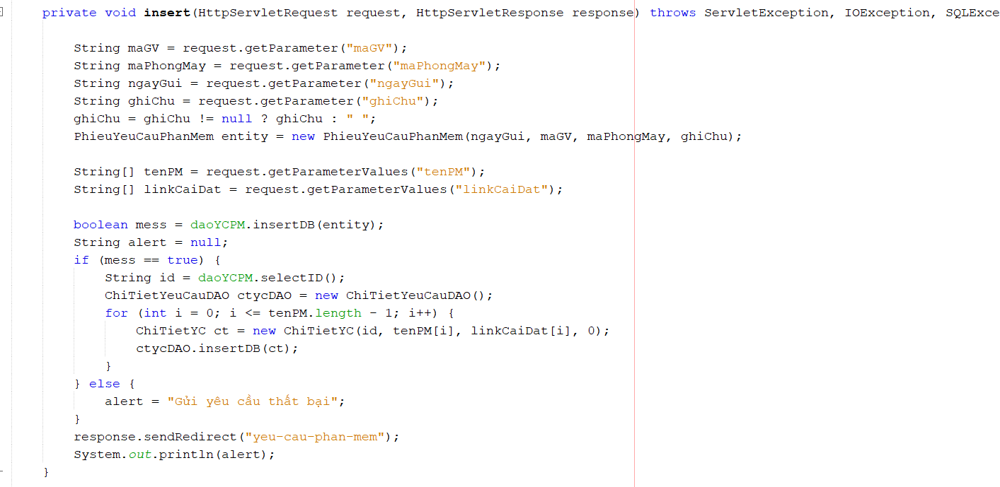 private void insert(HttpServletRequest request, HttpServletResponse response) throws ServletException, IOException, SQLExce
String maGV = request.getParameter("maGV");
String maPhongMay = request.getParameter("maPhongMay");
String ngayGui = request.getParameter("ngayGui");
String ghiChu = request.getParameter("ghiChu");
ghiChu = ghiChu != null ? ghiChu : " ";
PhieuYeuCauPhanMem entity = new PhieuYeuCauPhanMem(ngayGui, maGV, maPhongMay, ghiChu);
String[] tenPM = request.getParameterValues("tenPM");
String[] linkCaiDat = request.getParameterValues("linkCaiDat");
boolean mess = daoYCPM.insertDB(entity);
String alert = null;
if (mess == true) {
String id = daoYCPM.selectID();
ChiTietYeuCauDAO ctycDAO = new ChiTietYeuCauDAO();
for (int i = 0; i <= tenPM.length - 1; i++) {
ChiTietYC ct = new ChiTietYC(id, tenPM[i], linkCaiDat[i], 0);
ctycDAO.insertDB(ct);
}
} else {
alert = "Gửi yêu cầu thất bại";
}
response.sendRedirect("yeu-cau-phan-mem");
System.out.println(alert);
}